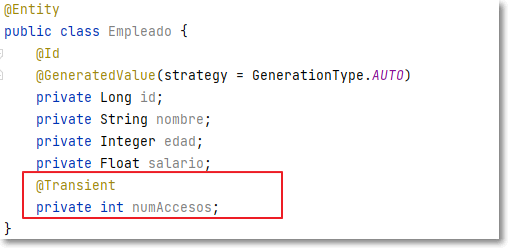 @Entity
public class Empleado {
@Id
@GeneratedValue(strategy = GenerationType.AUTO)
private Long id;
private String nombre;
private Integer edad;
private Float salario;
@Transient
private int numAccesos;
}